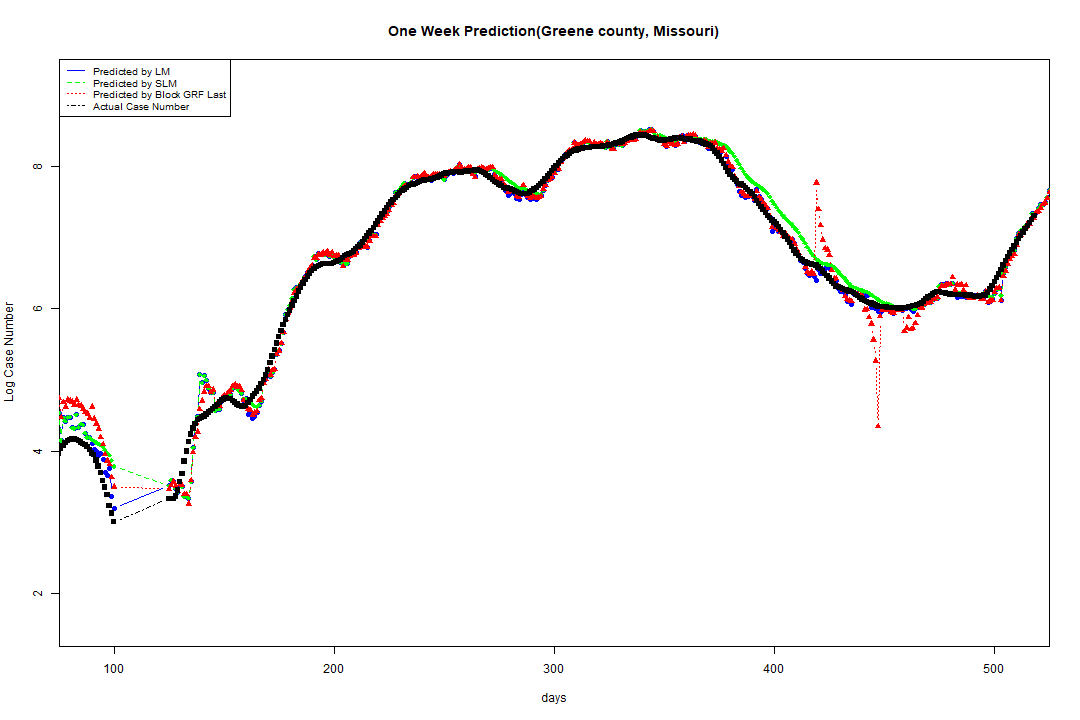 One Week Prediction(Greene county, Missouri)
Predicted by LM
Predicted by SLM
Predicted by Block GRF Last
Actual Case Number
8
6
4
2
Log Case Number
100 200 300 400 500
days